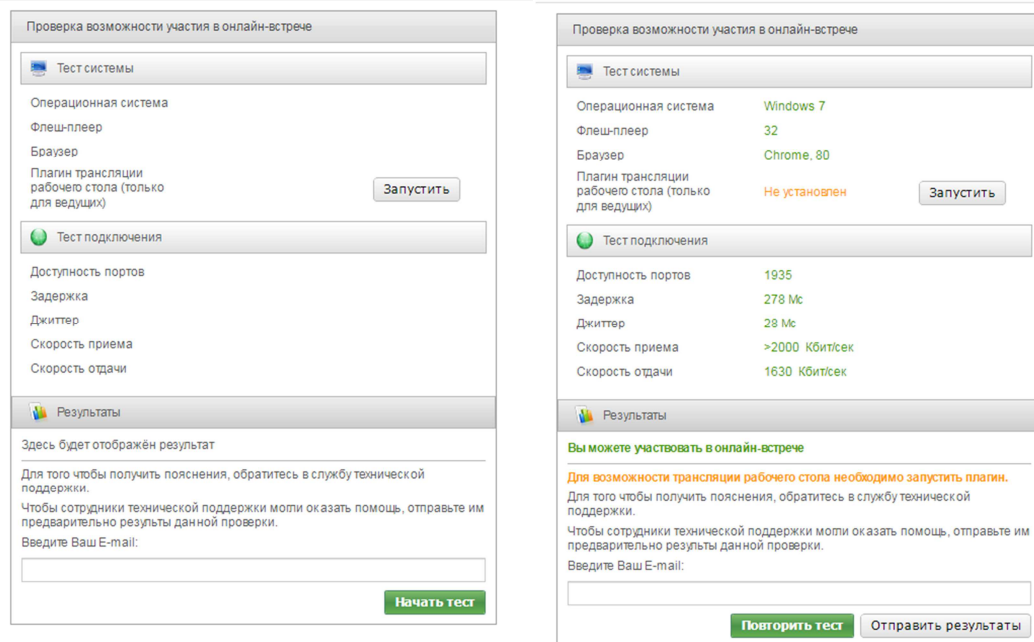 Проверка возможности участия в онлайн-встрече
Тест системы
Операционная система
Флеш-плеер
Браузер
Плагин трансляции
рабочего стола (только
для ведущих)
Запустить
Тест подключения
Доступность портов
Задержка
Джиттер
Скорость приема
Скорость отдачи
Результаты
Здесь будет отображён результат
Для того чтобы получить пояснения, обратитесь в службу технической
поддержки.
Чтобы сотрудники технической поддержки могли оказать помощь, отправьте им
предварительно результы данной проверки.
Введите Ваш E-mail:
Начать тест
Проверка возможности участия в онлайн-встрече
Тест системы
Операционная система Windows 7
Флеш-плеер 32
Браузер Chrome, 80
Плагин трансляции
рабочего стола (только
для ведущих)
Не установлен
Запустить
Тест подключения
Доступность портов 1935
Задержка 278 Мс
Джиттер 28 Мс
Скорость приема >2000 Кбит/сек
Скорость отдачи 1630 Кбит/сек
Результаты
Вы можете участвовать в онлайн-встрече
Для возможности трансляции рабочего стола необходимо запустить плагин.
Для того чтобы получить пояснения, обратитесь в службу технической
поддержки.
Чтобы сотрудники технической поддержки могли оказать помощь, отправьте им
предварительно результы данной проверки.
Введите Ваш E-mail:
Повторить тест
Отправить результаты